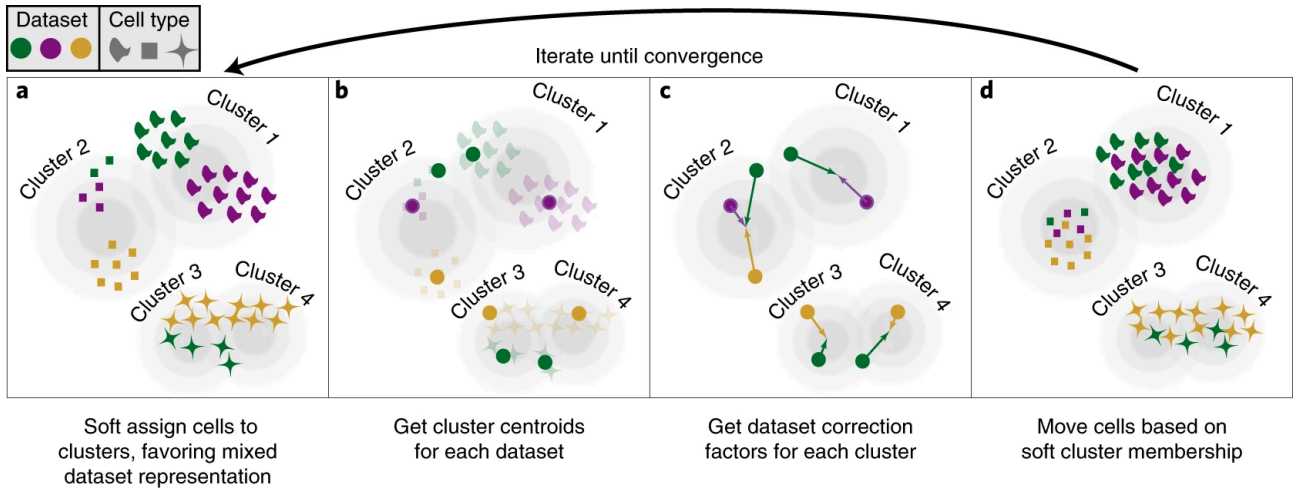 Dataset
Cell type
Iterate until convergence
a
Cluster 1
Cluster 2
Cluster 3
Cluster 4
b
Cluster 1
Cluster 2
Cluster 3
Cluster 4
c
Cluster 1
Cluster 2
Cluster 3
Cluster 4
d
Cluster 1
Cluster 2
Cluster 3
Cluster 4
Soft assign cells to
clusters, favoring mixed
dataset representation
Get cluster centroids
for each dataset
Get dataset correction
factors for each cluster
Move cells based on
soft cluster membership